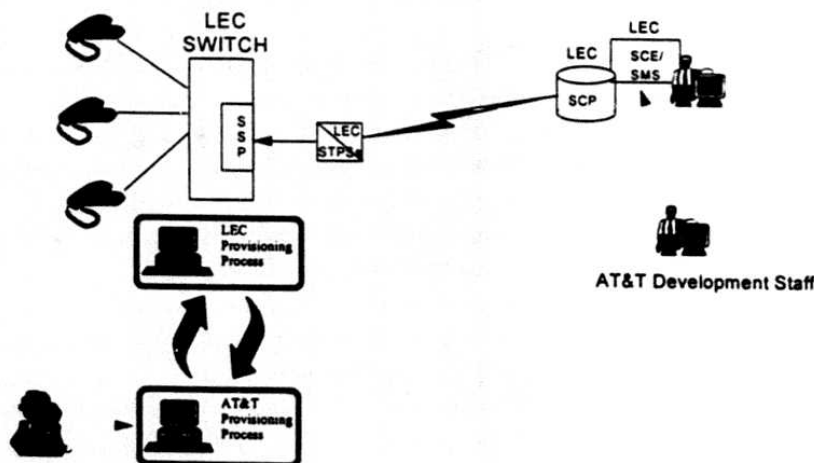 LEC
SWITCH
S
S
P
LEC
STPS
LEC
SCP
LEC
SCE/
SMS
AT&T Development Staff
LEC
Provisioning
Process
AT&T
Provisioning
Process